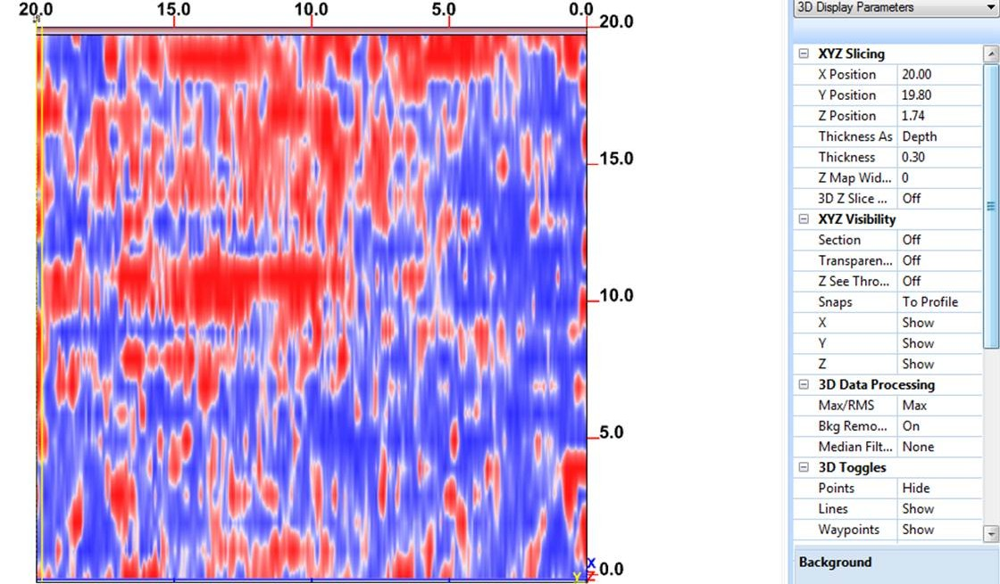 20.0 15.0 10.0 5.0 0.0
20.0
15.0
10.0
5.0
0.0
X
Y Z
3D Display Parameters
XYZ Slicing
X Position 20.00
Y Position 19.80
Z Position 1.74
Thickness As Depth
Thickness 0.30
Z Map Wid... 0
3D Z Slice ... Off
XYZ Visibility
Section Off
Transparen... Off
Z See Thro... Off
Snaps To Profile
X Show
Y Show
Z Show
3D Data Processing
Max/RMS Max
Bkg Remo... On
Median Filt... None
3D Toggles
Points Hide
Lines Show
Waypoints Show
Background